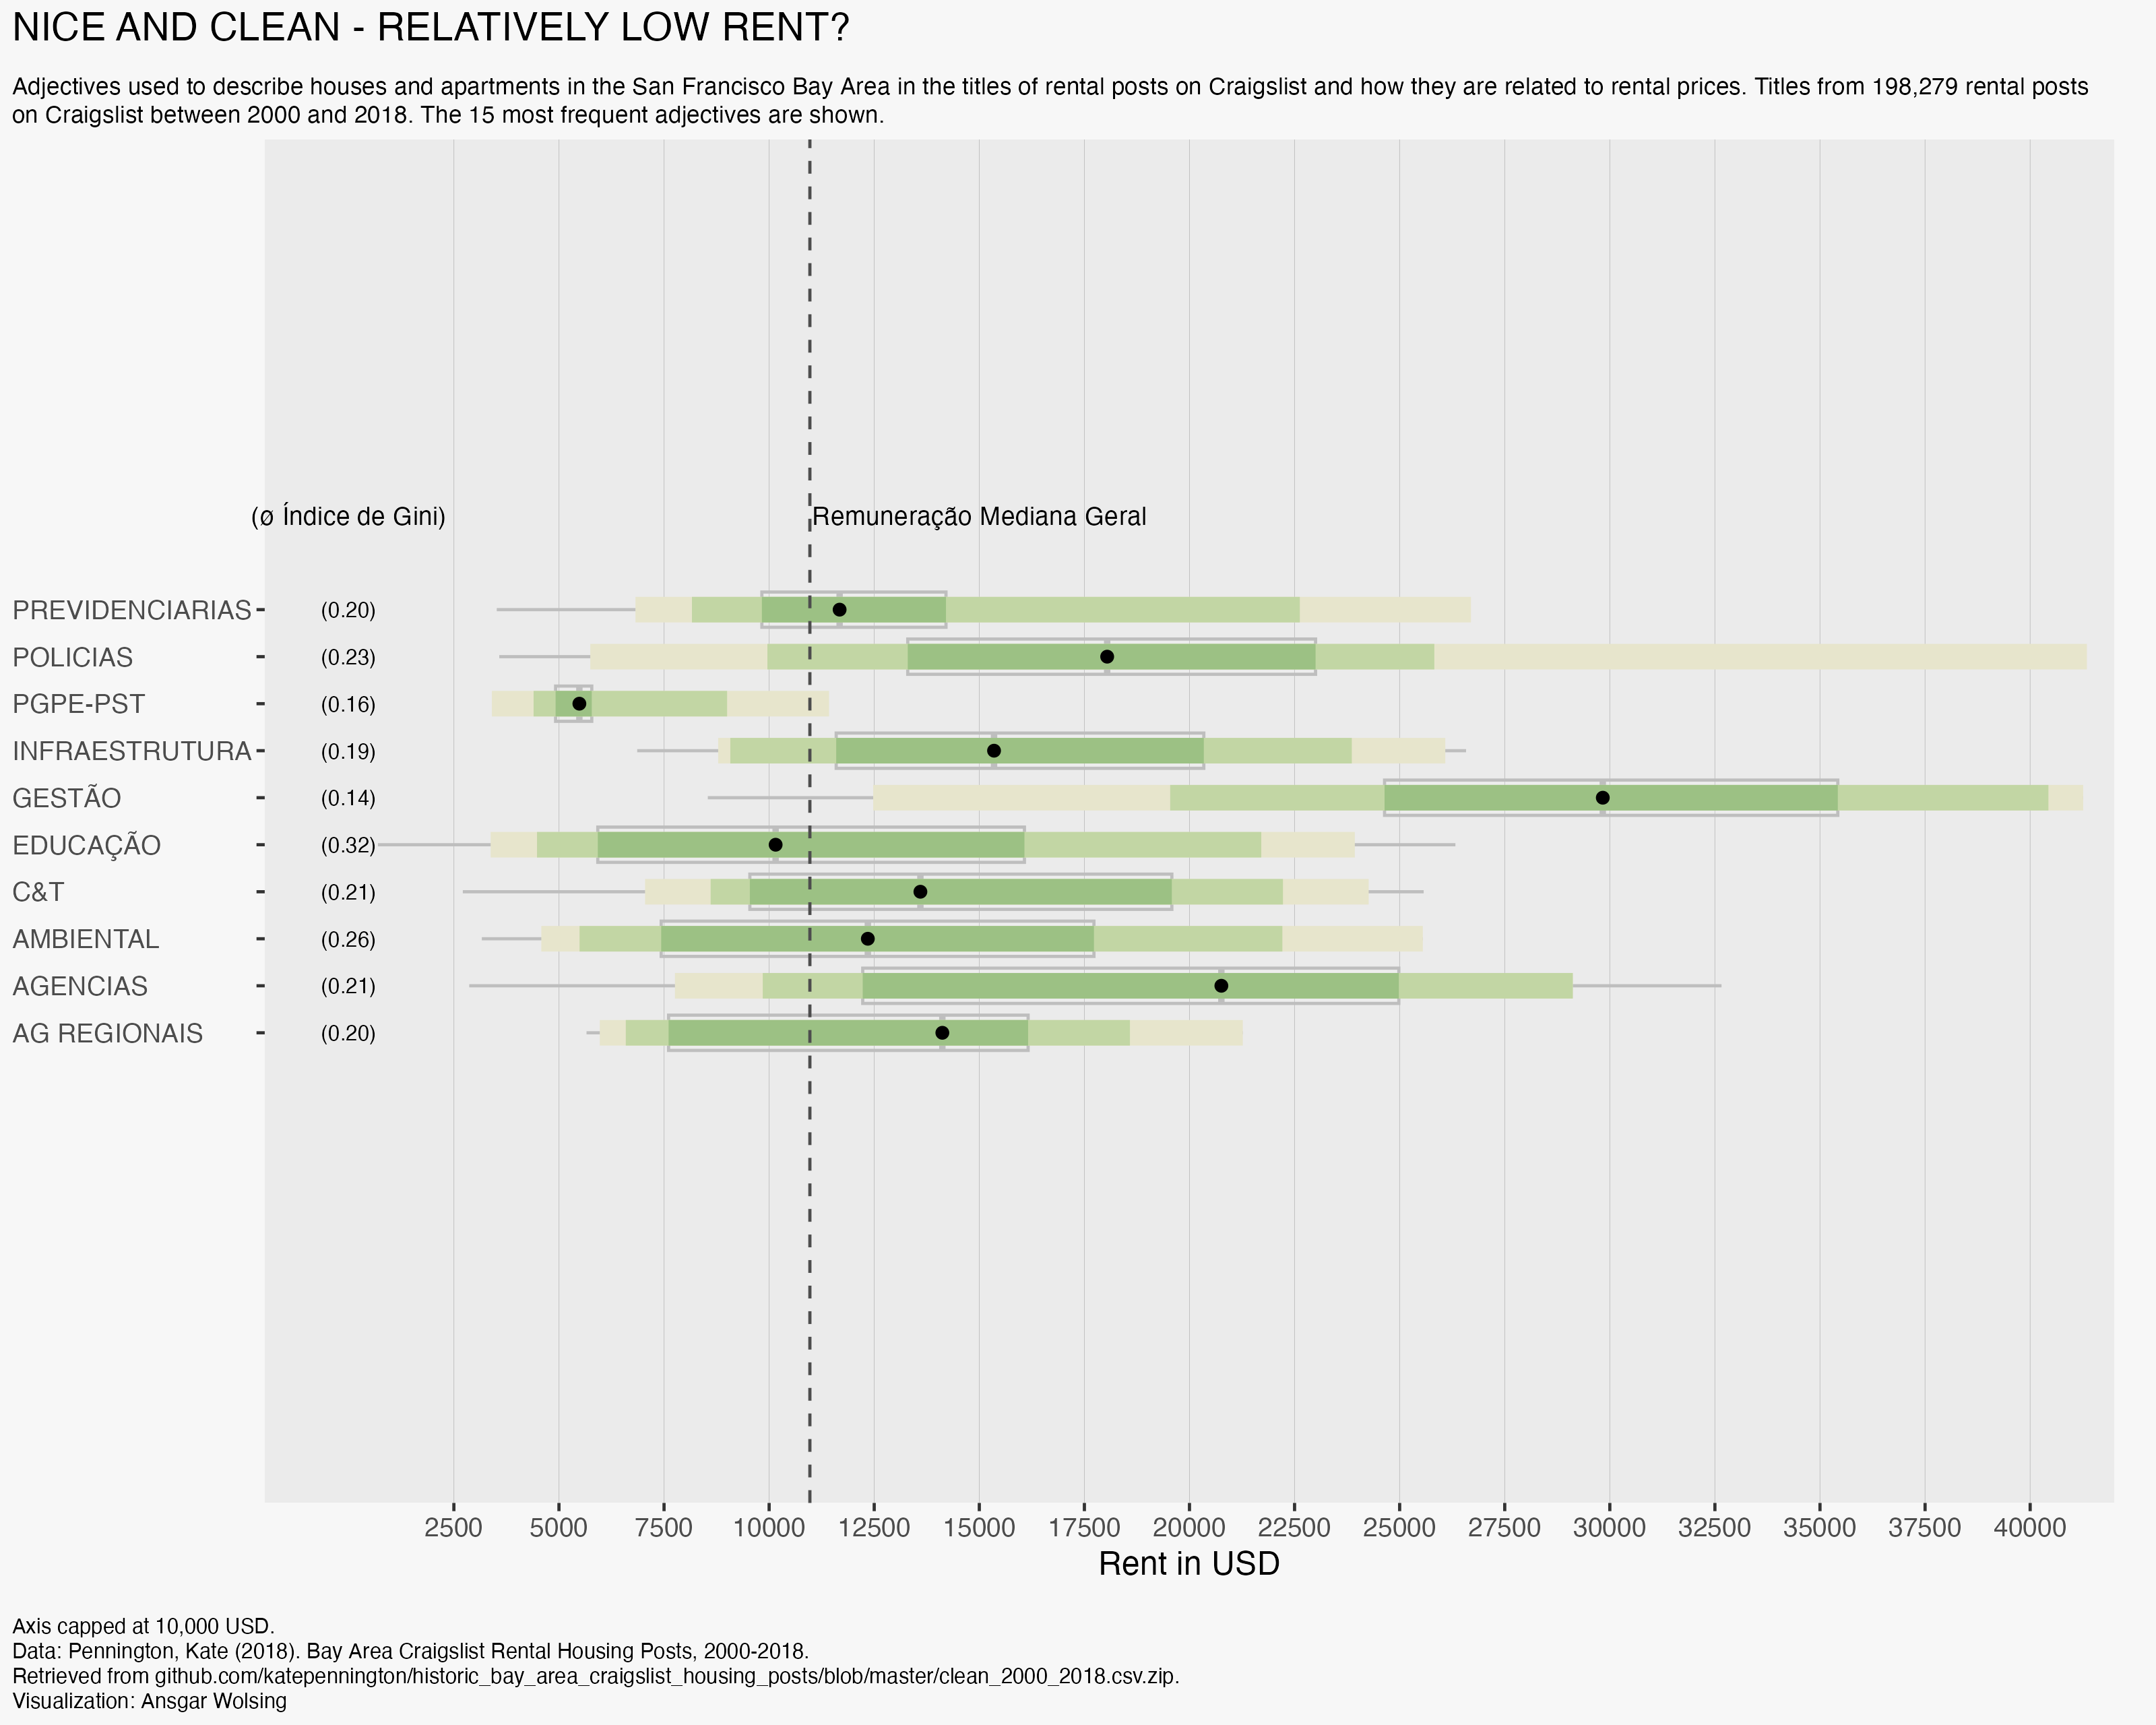 NICE AND CLEAN - RELATIVELY LOW RENT?
Adjectives used to describe houses and apartments in the San Francisco Bay Area in the titles of rental posts on Craigslist and how they are related to rental prices. Titles from 198,279 rental posts
on Craigslist between 2000 and 2018. The 15 most frequent adjectives are shown.
(ø Índice de Gini) Remuneração Mediana Geral
PREVIDENCIARIAS (0.20)
POLICIAS (0.23)
PGPE-PST (0.16)
INFRAESTRUTURA (0.19)
GESTÃO (0.14)
EDUCAÇÃO (0.32)
C&T (0.21)
AMBIENTAL (0.26)
AGENCIAS (0.21)
AG REGIONAIS (0.20)
2500 5000 7500 10000 12500 15000 17500 20000 22500 25000 27500 30000 32500 35000 37500 40000
Rent in USD
Axis capped at 10,000 USD.
Data: Pennington, Kate (2018). Bay Area Craigslist Rental Housing Posts, 2000-2018.
Retrieved from github.com/katepennington/historic_bay_area_craigslist_housing_posts/blob/master/clean_2000_2018.csv.zip.
Visualization: Ansgar Wolsing